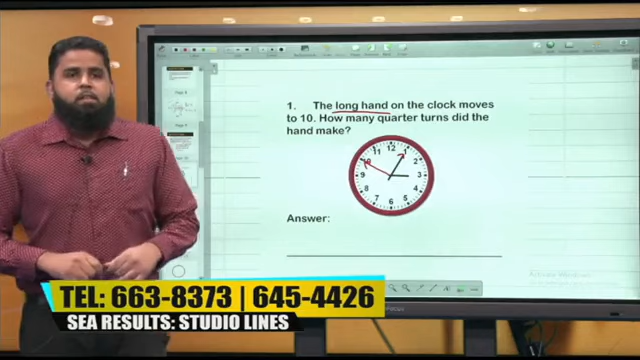 1. The long hand on the clock moves
to 10. How many quarter turns did the
hand make?
11 12 1
10 2
9 3
8 4
7 6 5
Answer:
TEL: 663-8373 | 645-4426
SEA RESULTS: STUDIO LINES